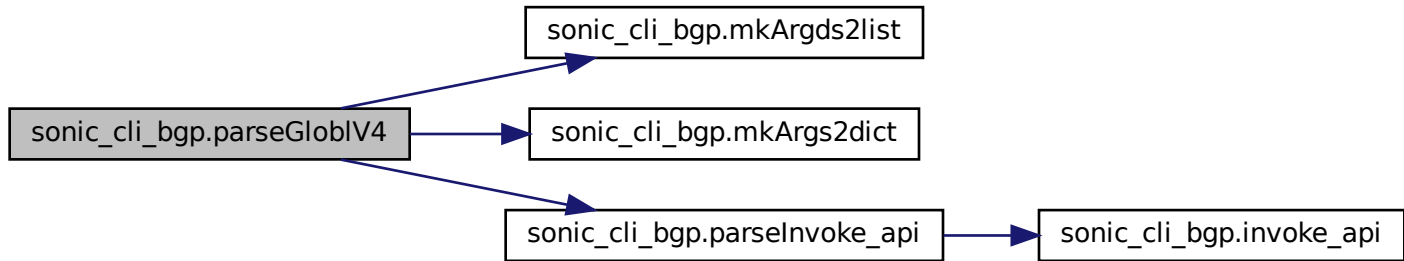 sonic_cli_bgp.mkArgds2list
sonic_cli_bgp.parseGloblV4
sonic_cli_bgp.mkArgs2dict
sonic_cli_bgp.parseInvoke_api
sonic_cli_bgp.invoke_api